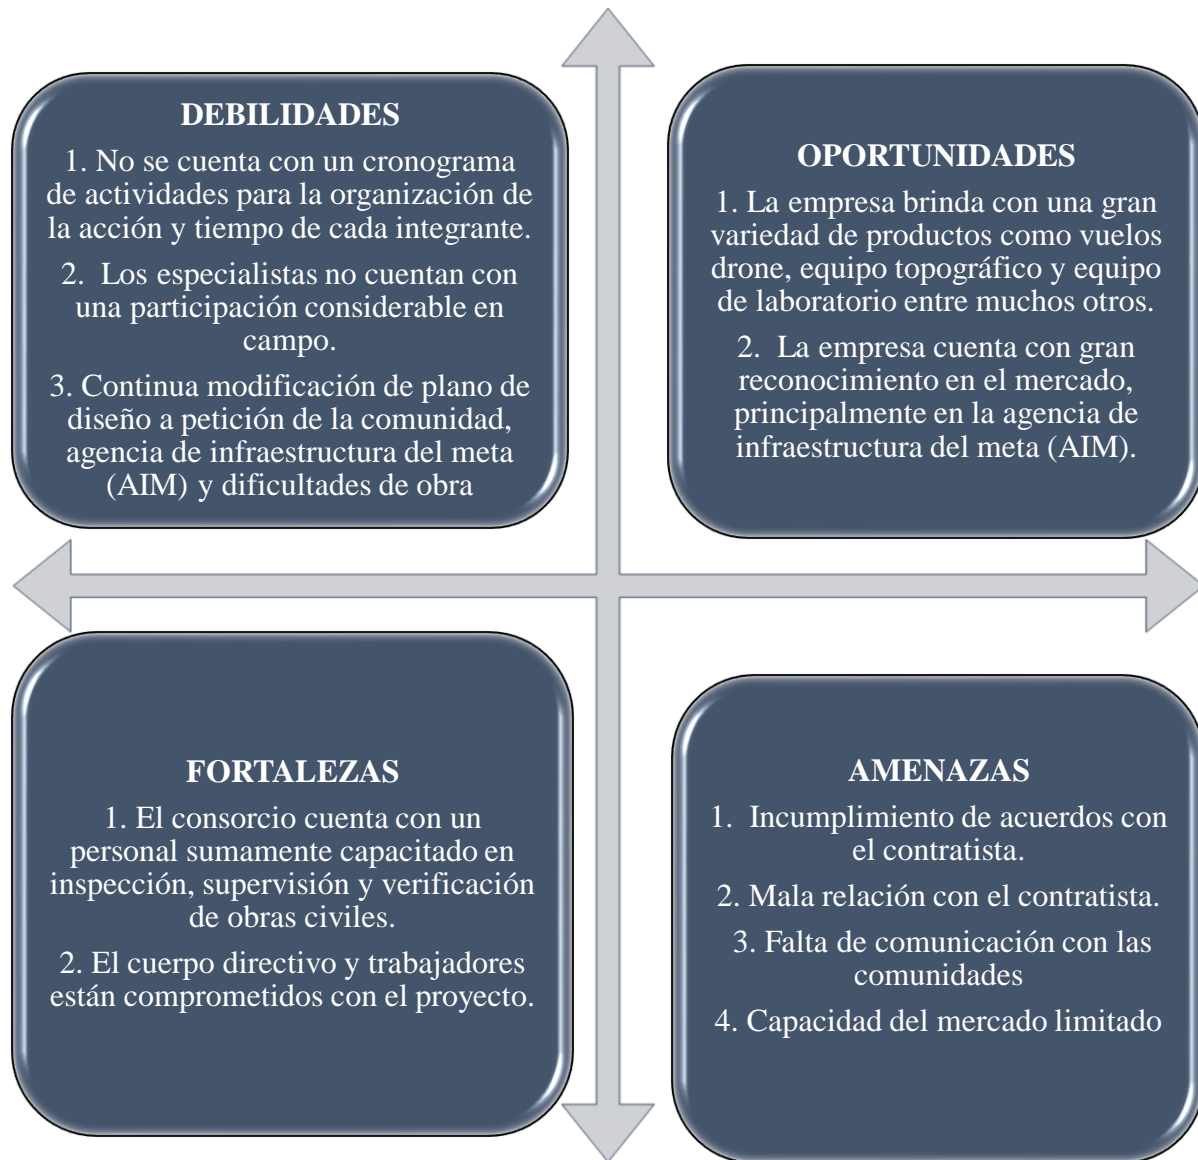 DEBILIDADES
1. No se cuenta con un cronograma
de actividades para la organización de
la acción y tiempo de cada integrante.
2. Los especialistas no cuentan con
una participación considerable en
campo.
3. Continua modificación de plano de
diseño a petición de la comunidad,
agencia de infraestructura del meta
(AIM) y dificultades de obra
OPORTUNIDADES
1. La empresa brinda con una gran
variedad de productos como vuelos
drone, equipo topográfico y equipo
de laboratorio entre muchos otros.
2. La empresa cuenta con gran
reconocimiento en el mercado,
principalmente en la agencia de
infraestructura del meta (AIM).
FORTALEZAS
1. El consorcio cuenta con un
personal sumamente capacitado en
inspección, supervisión y verificación
de obras civiles.
2. El cuerpo directivo y trabajadores
están comprometidos con el proyecto.
AMENAZAS
1. Incumplimiento de acuerdos con
el contratista.
2. Mala relación con el contratista.
3. Falta de comunicación con las
comunidades
4. Capacidad del mercado limitado